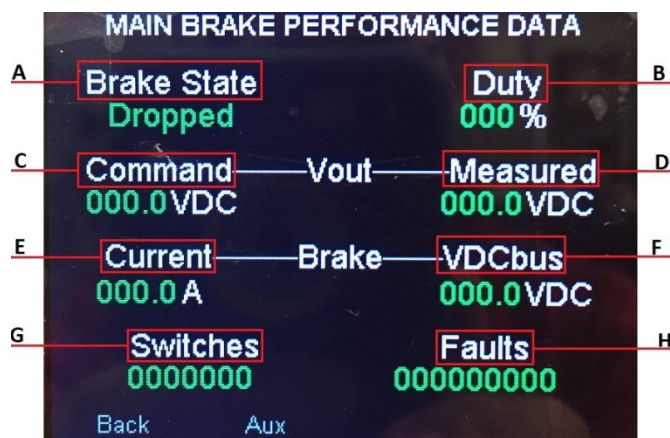 MAIN BRAKE PERFORMANCE DATA
A Brake State Duty B
Dropped 000 %
C Command Vout Measured D
000.0 VDC 000.0 VDC
E Current Brake VDCbus F
000.0 A 000.0 VDC
G Switches Faults H
0000000 000000000
Back Aux